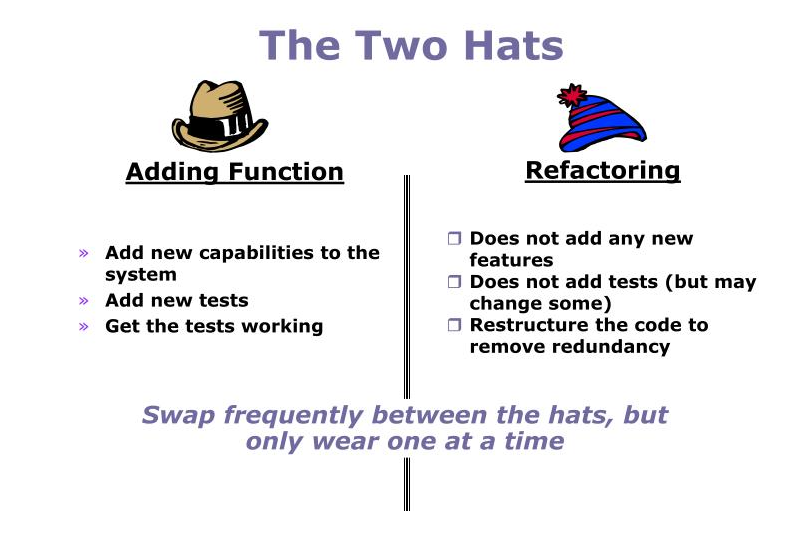 The Two Hats
Adding Function
» Add new capabilities to the
system
» Add new tests
» Get the tests working
Refactoring
❒ Does not add any new
features
❒ Does not add tests (but may
change some)
❒ Restructure the code to
remove redundancy
Swap frequently between the hats, but
only wear one at a time